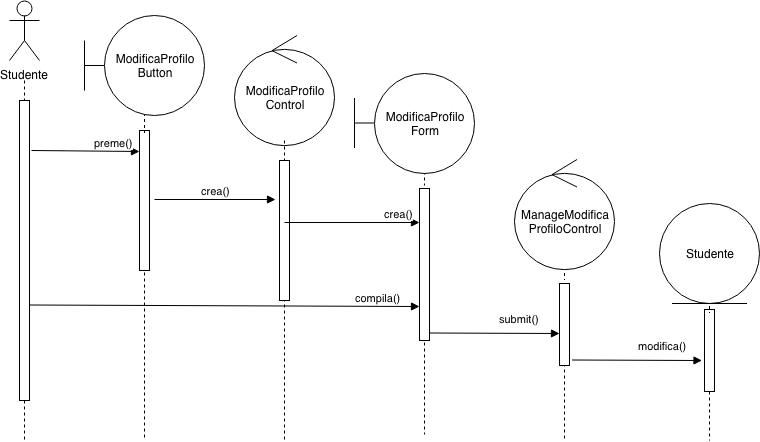 Studente
ModificaProfilo
Button
ModificaProfilo
Control
ModificaProfilo
Form
ManageModifica
ProfiloControl
Studente
preme()
crea()
crea()
compila()
submit()
modifica()